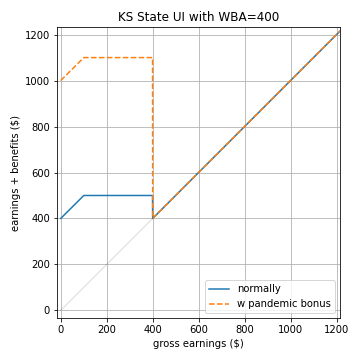 KS State UI with WBA=400
earnings + benefits ($)
1200
1000
800
600
400
200
0
0 200 400 600 800 1000 1200
gross earnings ($)
normally
w pandemic bonus